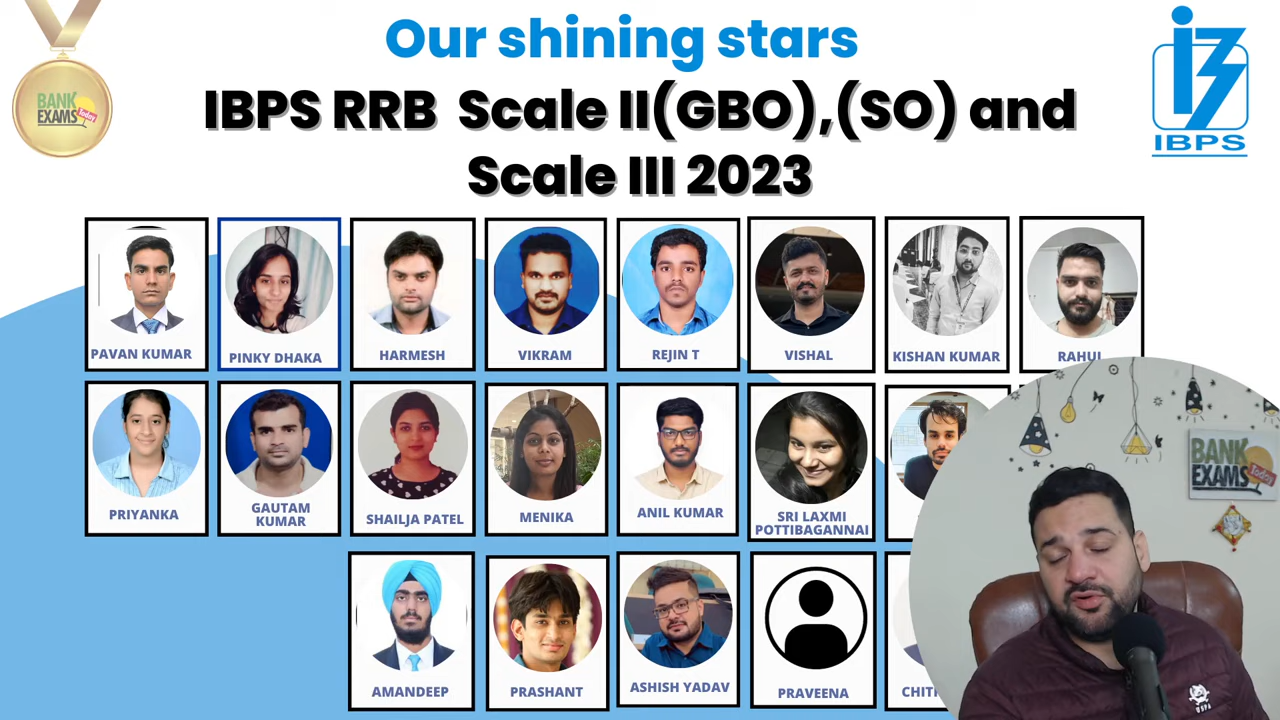 Our shining stars
IBPS RRB Scale II(GBO),(SO) and
Scale III 2023
BANK
EXAMS
Today
IBPS
PAVAN KUMAR
PINKY DHAKA
HARMESH
VIKRAM
REJIN T
VISHAL
KISHAN KUMAR
RAHUL
PRIYANKA
GAUTAM
KUMAR
SHAILJA PATEL
MENIKA
ANIL KUMAR
SRI LAXMI
POTTIBAGANNAI
BANK
EXAMS
Today
AMANDEEP
PRASHANT
ASHISH YADAV
PRAVEENA